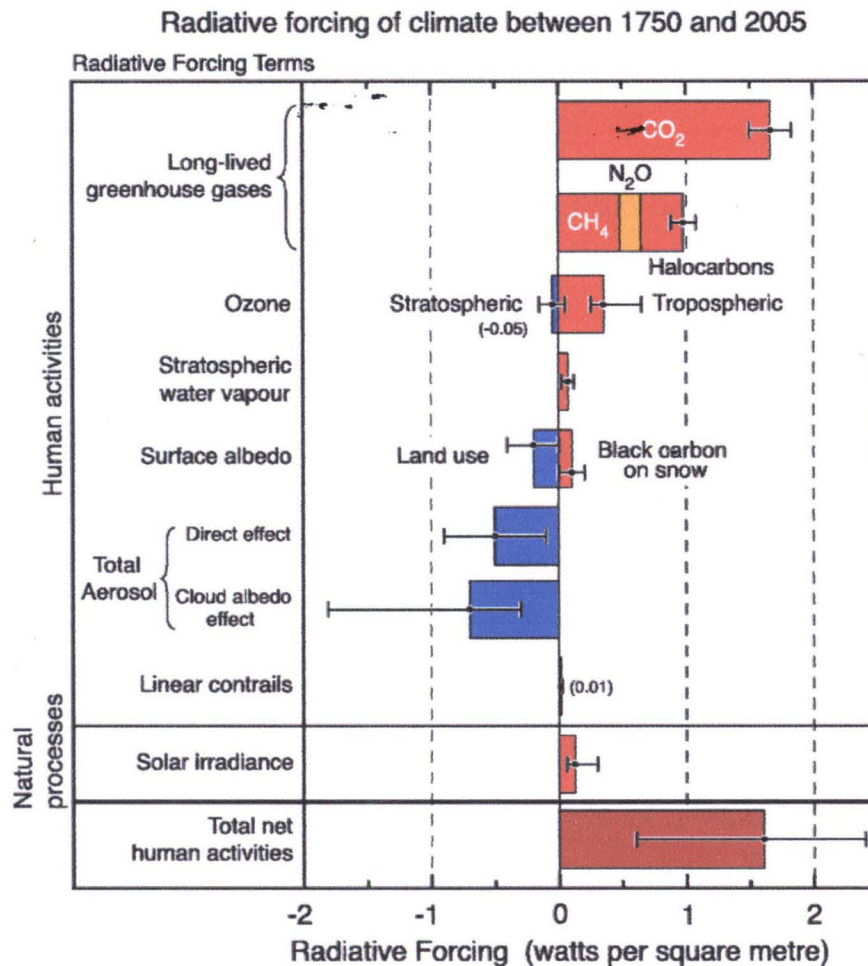 Radiative forcing of climate between 1750 and 2005
Radiative Forcing Terms
Human activities
Long-lived
greenhouse gases
CO₂
N₂O
CH₄
Halocarbons
Ozone
Stratospheric
(-0.05)
Tropospheric
Stratospheric
water vapour
Surface albedo
Land use
Black carbon
on snow
Total
Aerosol
Direct effect
Cloud albedo
effect
Linear contrails
(0.01)
Natural
processes
Solar irradiance
Total net
human activities
-2 -1 0 1 2
Radiative Forcing (watts per square metre)